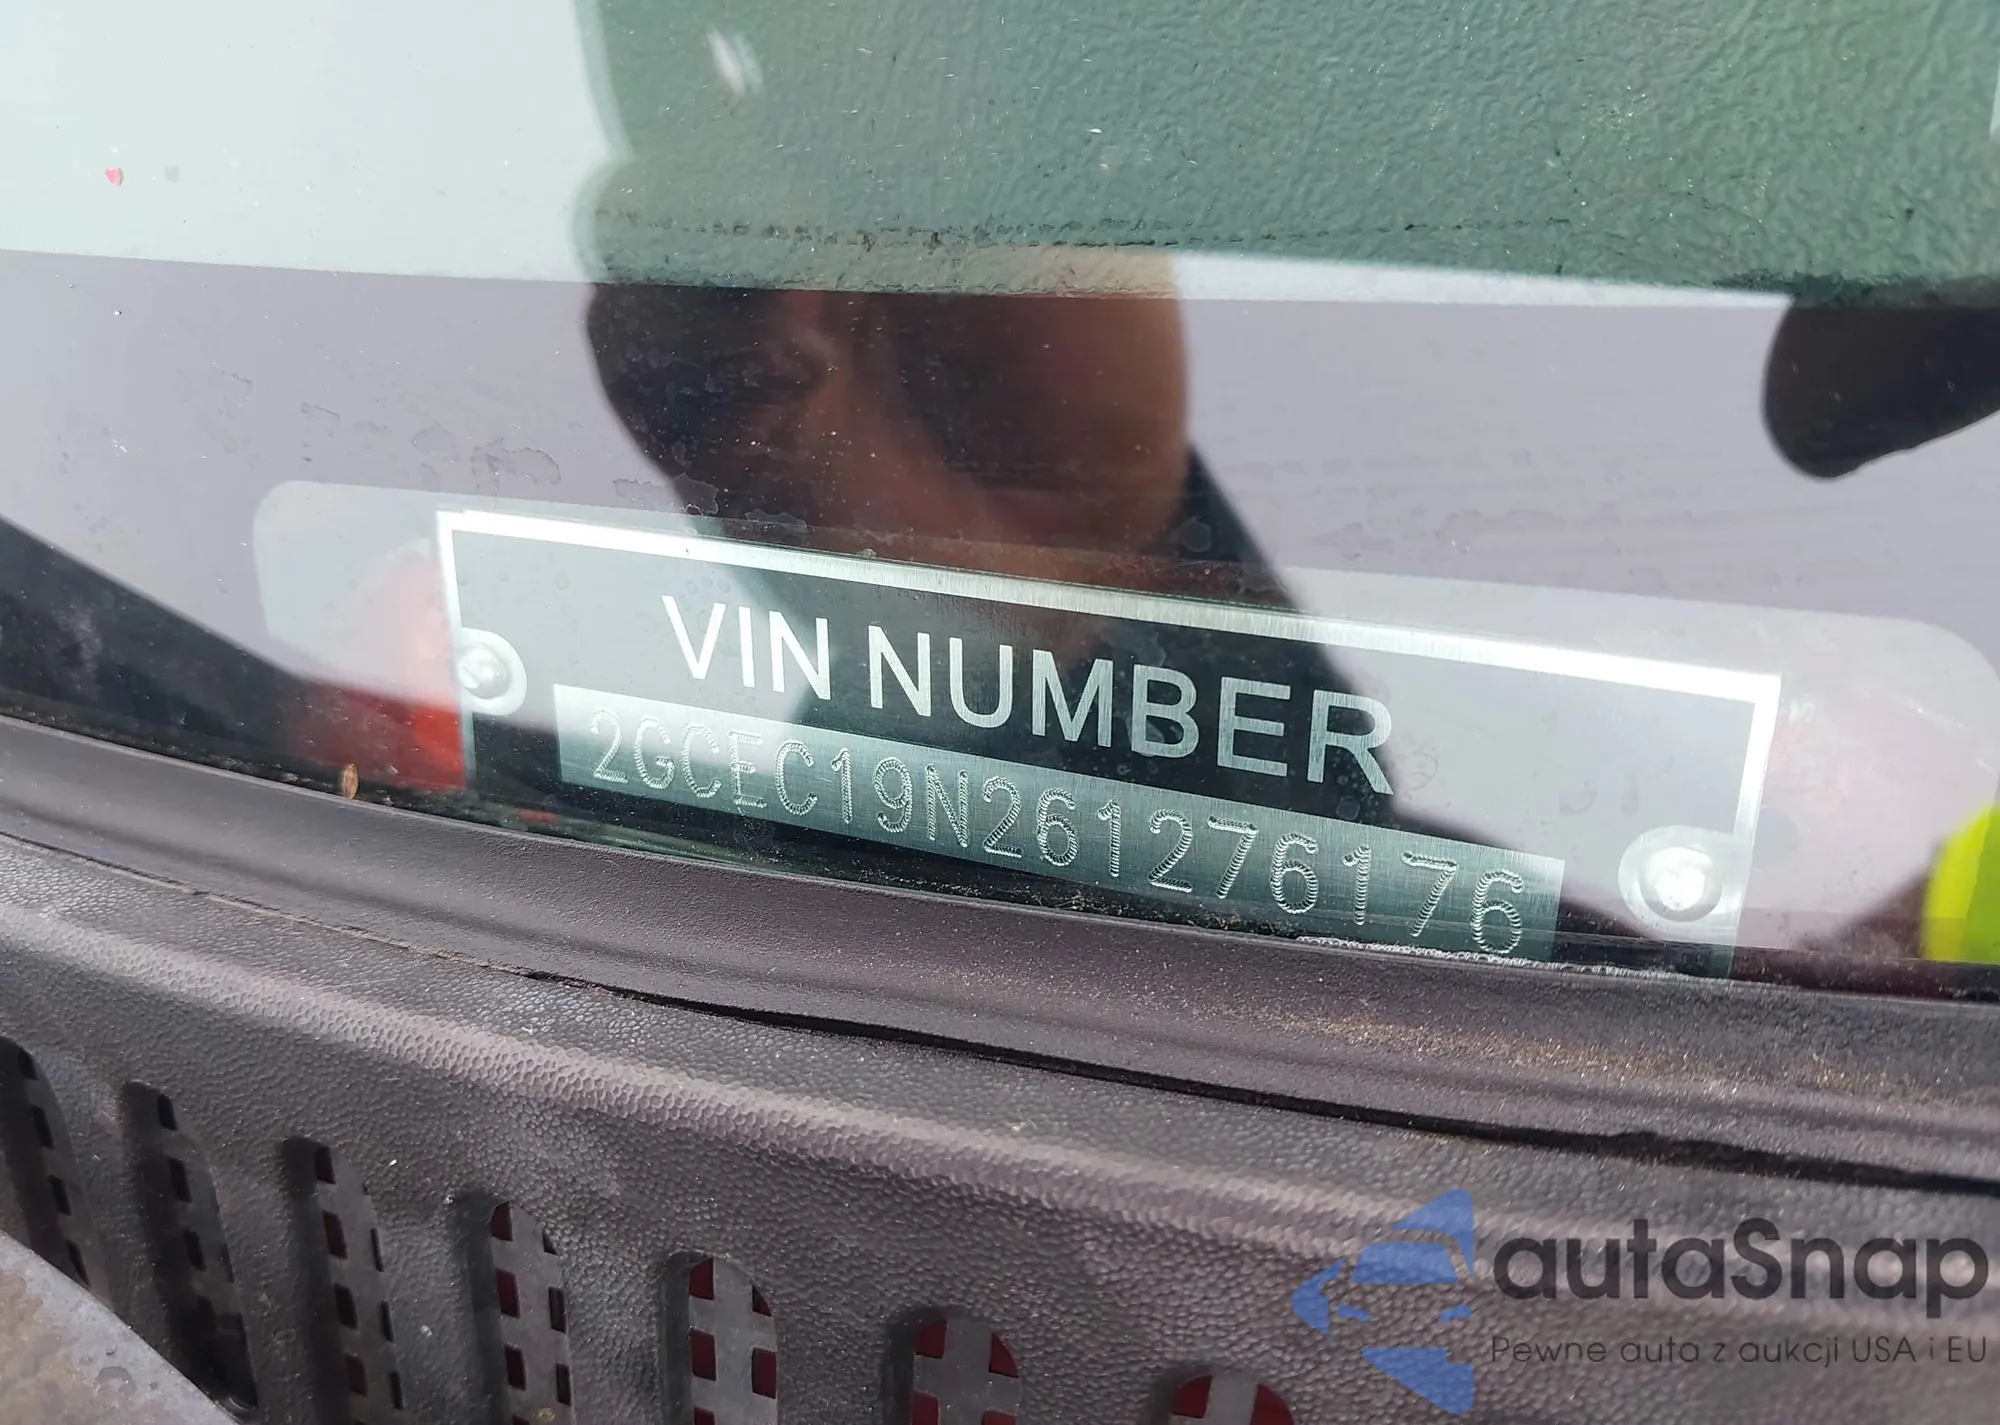 VIN NUMBER
2GCEC19N261276176
autaSnap
Pewne auta z aukcji USA i EU